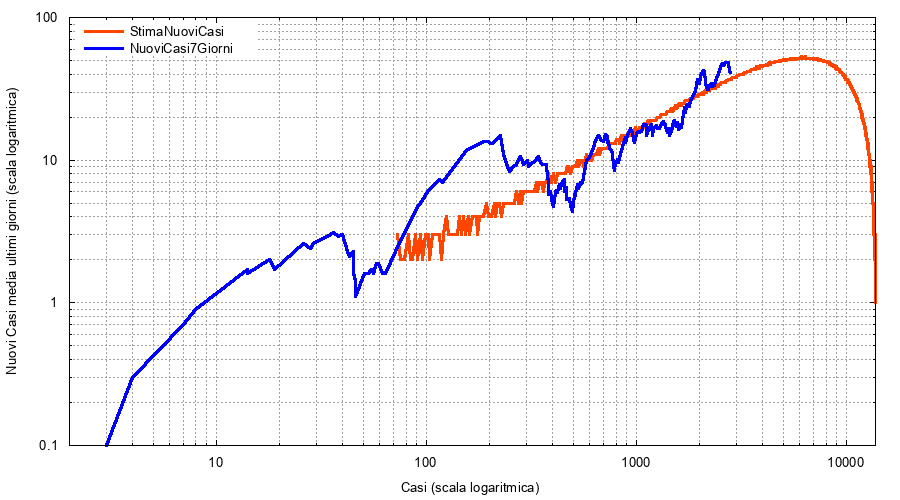 100
StimaNuoviCasi
NuoviCasi7Giorni
10
1
0.1
Nuovi Casi media ultimi giorni (scala logaritmica)
10
100
1000
10000
Casi (scala logaritmica)